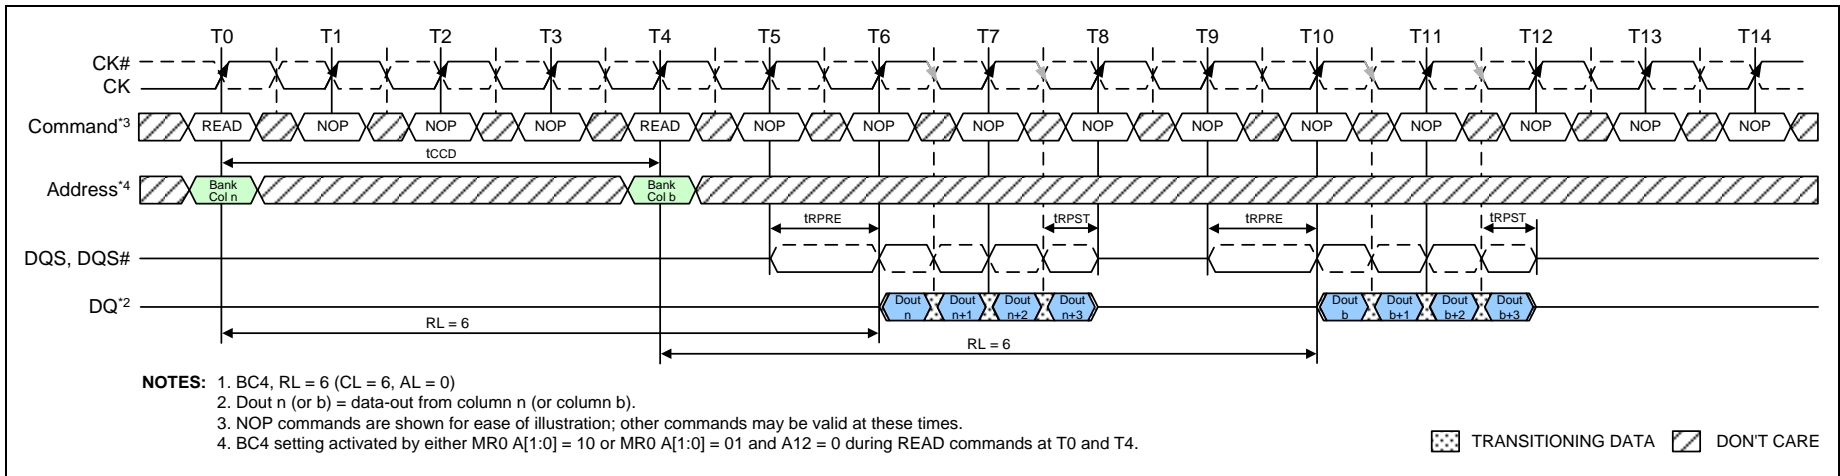 T0 T1 T2 T3 T4 T5 T6 T7 T8 T9 T10 T11 T12 T13 T14
CK#
CK
Command*3 READ NOP NOP NOP READ NOP NOP NOP NOP NOP NOP NOP NOP NOP NOP
tCCD
Address*4 Bank Col n Bank Col b
tRPRE tRPST tRPRE tRPST
DQS, DQS#
DQ*2 Dout n Dout n+1 Dout n+2 Dout n+3 Dout b Dout b+1 Dout b+2 Dout b+3
RL = 6
RL = 6
NOTES: 1. BC4, RL = 6 (CL = 6, AL = 0)
2. Dout n (or b) = data-out from column n (or column b).
3. NOP commands are shown for ease of illustration; other commands may be valid at these times.
4. BC4 setting activated by either MR0 A[1:0] = 10 or MR0 A[1:0] = 01 and A12 = 0 during READ commands at T0 and T4.
TRANSITIONING DATA DON'T CARE